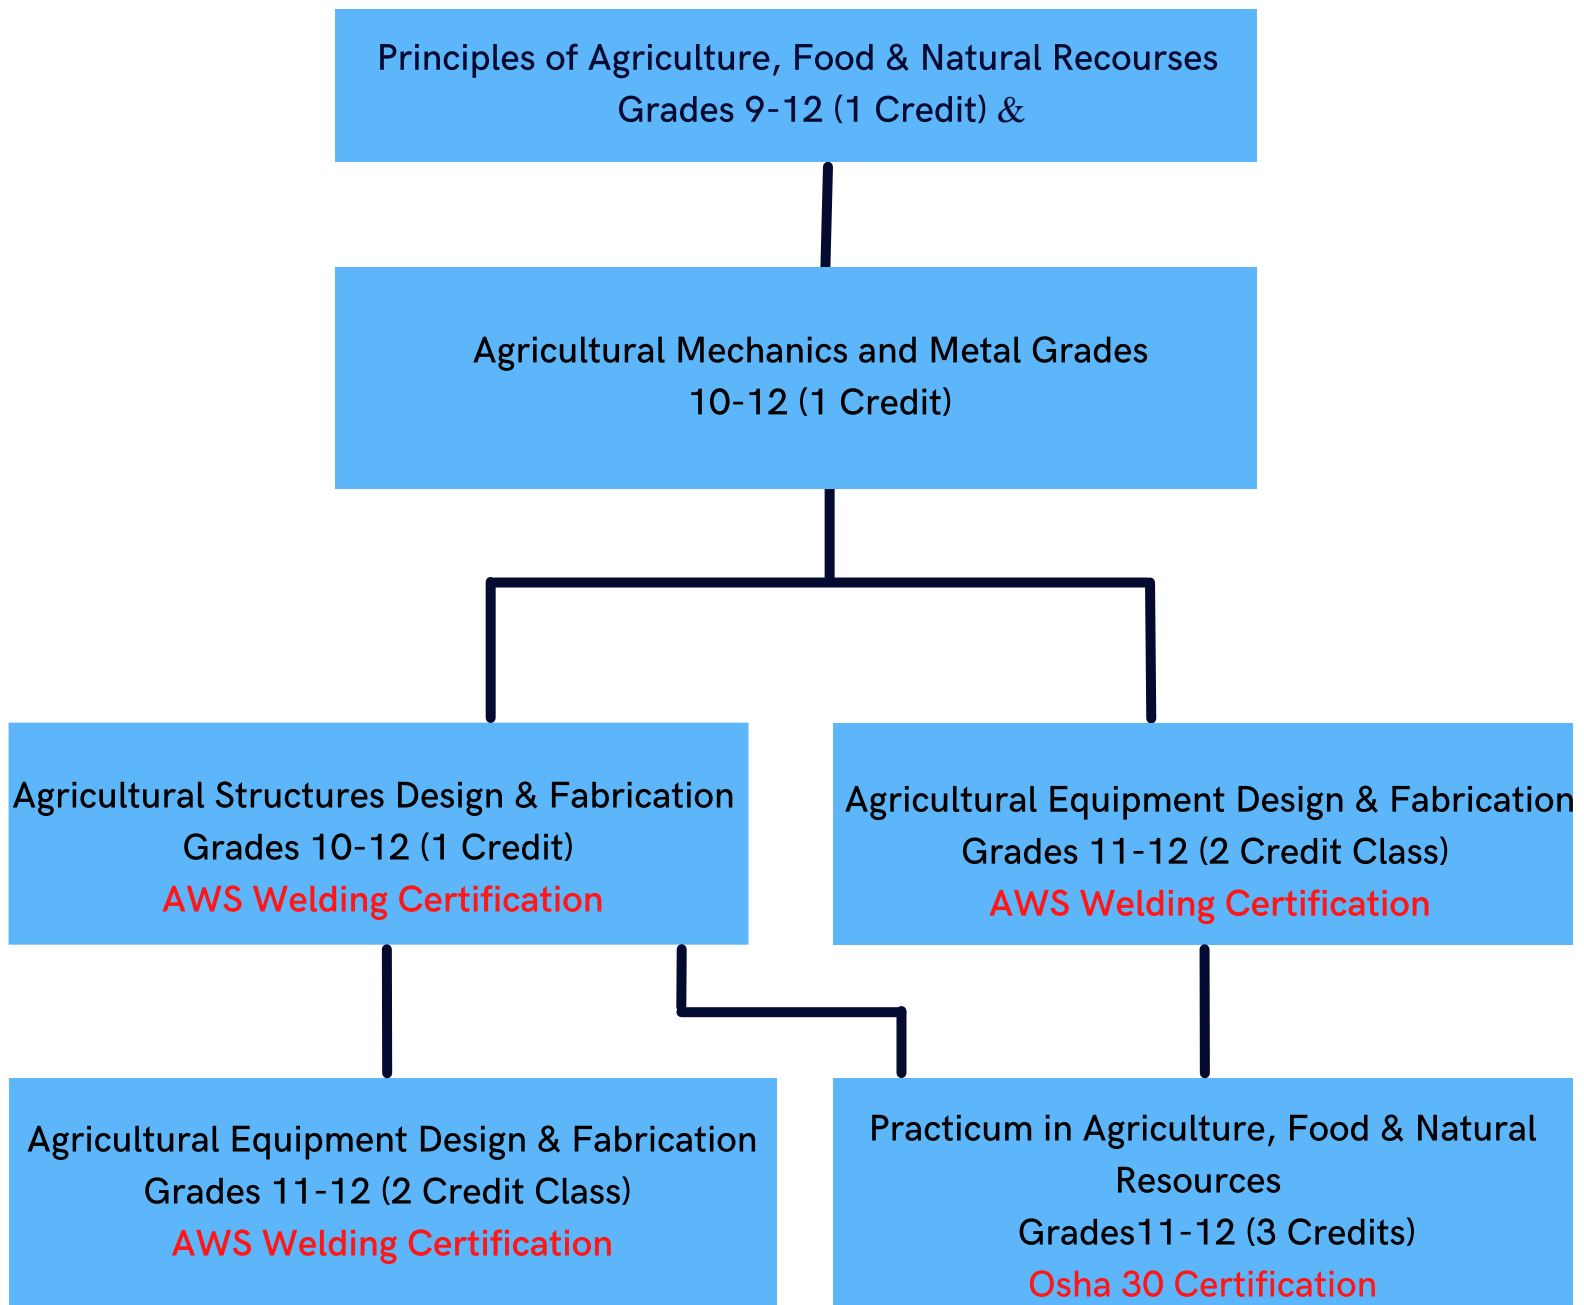 Principles of Agriculture, Food & Natural Recourses
Grades 9-12 (1 Credit) &
Agricultural Mechanics and Metal Grades
10-12 (1 Credit)
Agricultural Structures Design & Fabrication
Grades 10-12 (1 Credit)
AWS Welding Certification
Agricultural Equipment Design & Fabrication
Grades 11-12 (2 Credit Class)
AWS Welding Certification
Agricultural Equipment Design & Fabrication
Grades 11-12 (2 Credit Class)
AWS Welding Certification
Practicum in Agriculture, Food & Natural
Resources
Grades11-12 (3 Credits)
Osha 30 Certification